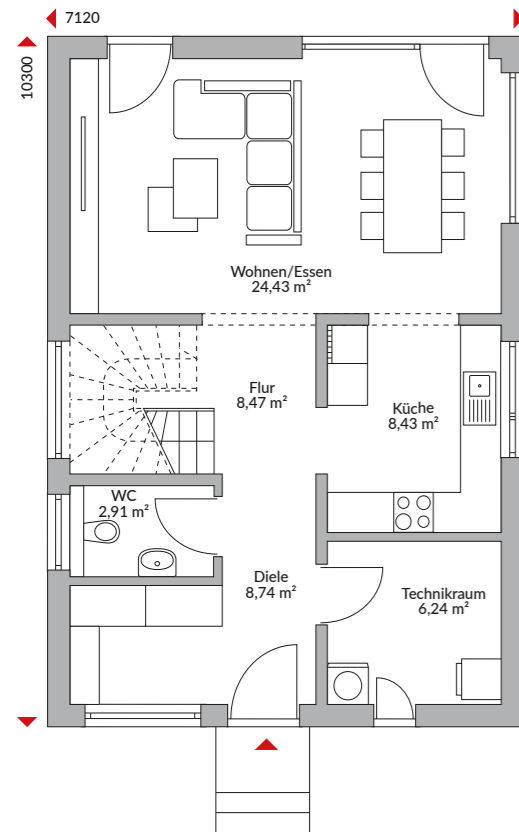 7120
10300
Wohnen/Essen
24,43 m²
Flur
8,47 m²
Küche
8,43 m²
WC
2,91 m²
Diele
8,74 m²
Technikraum
6,24 m²